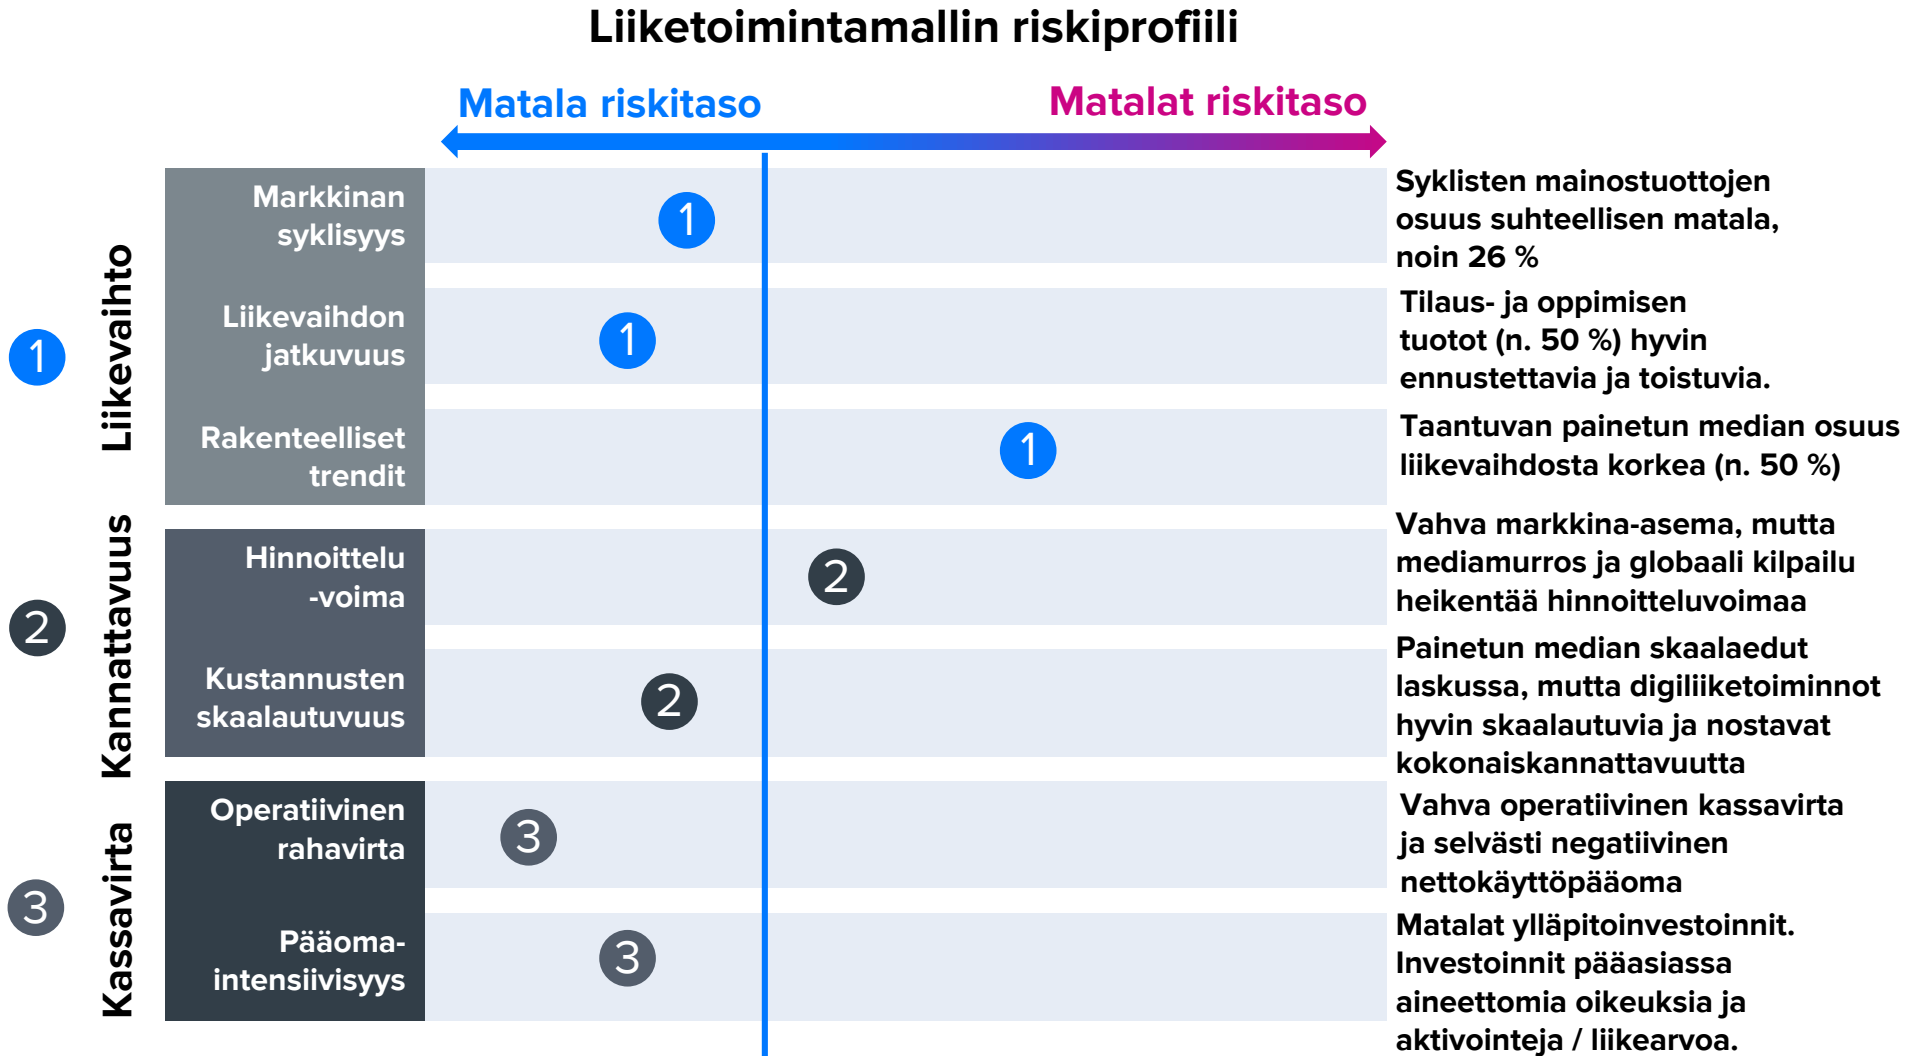 Liiketoimintamallin riskiprofiili
Matala riskitaso
Matalat riskitaso
1
Liikevaihto
Markkinan
syklisyys
1
Syklisten mainostuottojen
osuus suhteellisen matala,
noin 26 %
Liikevaihdon
jatkuvuus
1
Tilaus- ja oppimisen
tuotot (n. 50 %) hyvin
ennustettavia ja toistuvia.
Rakenteelliset
trendit
1
Taantuvan painetun median osuus
liikevaihdosta korkea (n. 50 %)
2
Kannattavuus
Hinnoittelu
-voima
2
Vahva markkina-asema, mutta
mediamurros ja globaali kilpailu
heikentää hinnoitteluvoimaa
Kustannusten
skaalautuvuus
2
Painetun median skaalaedut
laskussa, mutta digiliiketoiminnot
hyvin skaalautuvia ja nostavat
kokonaiskannattavuutta
3
Kassavirta
Operatiivinen
rahavirta
3
Vahva operatiivinen kassavirta
ja selvästi negatiivinen
nettokäyttöpääoma
Pääoma-
intensiivisyys
3
Matalat ylläpitoinvestoinnit.
Investoinnit pääasiassa
aineettomia oikeuksia ja
aktivointeja / liikearvoa.